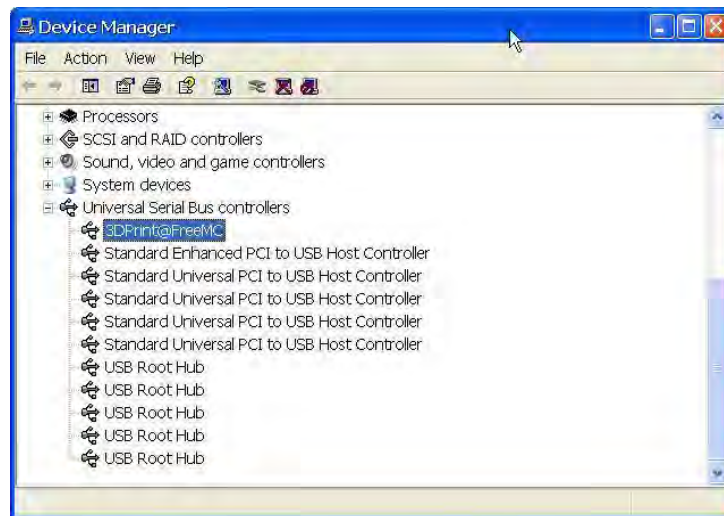 Device Manager
File Action View Help
Processors
SCSI and RAID controllers
Sound, video and game controllers
System devices
Universal Serial Bus controllers
3DPrint@FreeMC
Standard Enhanced PCI to USB Host Controller
Standard Universal PCI to USB Host Controller
Standard Universal PCI to USB Host Controller
Standard Universal PCI to USB Host Controller
Standard Universal PCI to USB Host Controller
USB Root Hub
USB Root Hub
USB Root Hub
USB Root Hub
USB Root Hub